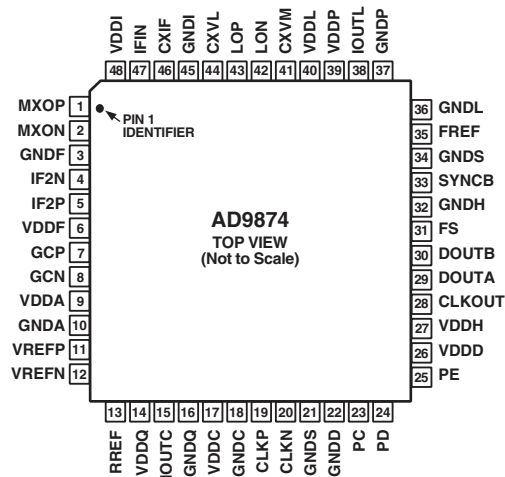 VDDI
IFIN
CXIF
GNDI
CXVL
LOP
LON
CXVM
VDDL
VDDP
IOUTL
GNDP
48 47 46 45 44 43 42 41 40 39 38 37
MXOP 1
MXON 2
GNDF 3
IF2N 4
IF2P 5
VDDF 6
GCP 7
GCN 8
VDDA 9
GNDA 10
VREFP 11
VREFN 12
PIN 1
IDENTIFIER
AD9874
TOP VIEW
(Not to Scale)
36 GNDL
35 FREF
34 GNDS
33 SYNCB
32 GNDH
31 FS
30 DOUTB
29 DOUTA
28 CLKOUT
27 VDDH
26 VDDD
25 PE
13 14 15 16 17 18 19 20 21 22 23 24
RREF
VDDQ
IOUTC
GNDQ
VDDC
GNDC
CLKP
CLKN
GNDS
GNDD
PC
PD